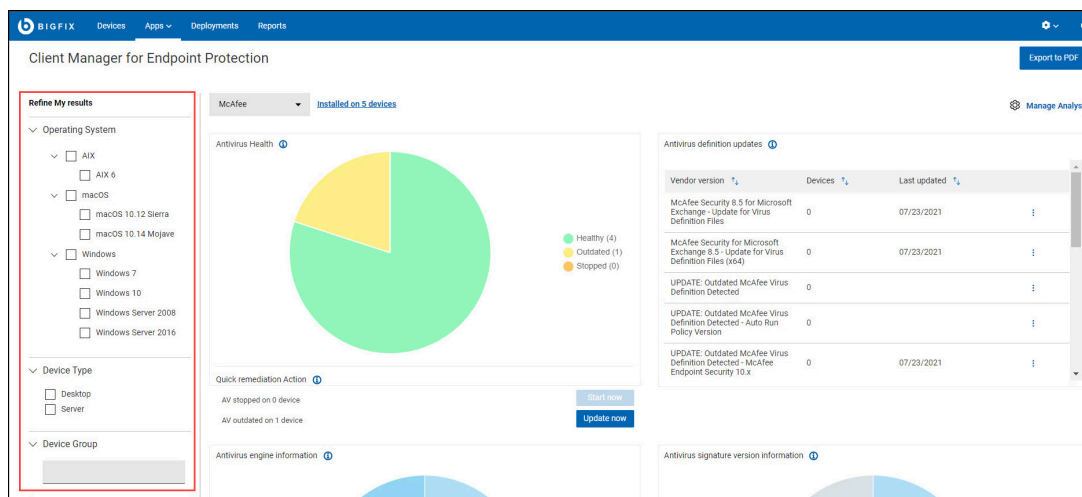 BIGFIX Devices Apps Deployments Reports
Client Manager for Endpoint Protection
Export to PDF
Refine My results
Operating System
AIX
AIX 6
macOS
macOS 10.12 Sierra
macOS 10.14 Mojave
Windows
Windows 7
Windows 10
Windows Server 2008
Windows Server 2016
Device Type
Desktop
Server
Device Group
McAfee Installed on 5 devices
Manage Analys
Antivirus Health
Healthy (4)
Outdated (1)
Stopped (0)
Quick remediation Action
AV stopped on 0 device Start now
AV outdated on 1 device Update now
Antivirus definition updates
Vendor version Devices Last updated
McAfee Security 8.5 for Microsoft
Exchange - Update for Virus 0 07/23/2021
Definition Files
McAfee Security for Microsoft
Exchange 8.5 - Update for Virus 0 07/23/2021
Definition Files (x64)
UPDATE: Outdated McAfee Virus 0
Definition Detected
UPDATE: Outdated McAfee Virus
Definition Detected - Auto Run 0
Policy Version
UPDATE: Outdated McAfee Virus
Definition Detected - McAfee 0 07/23/2021
Endpoint Security 10.x
Antivirus engine information
Antivirus signature version information